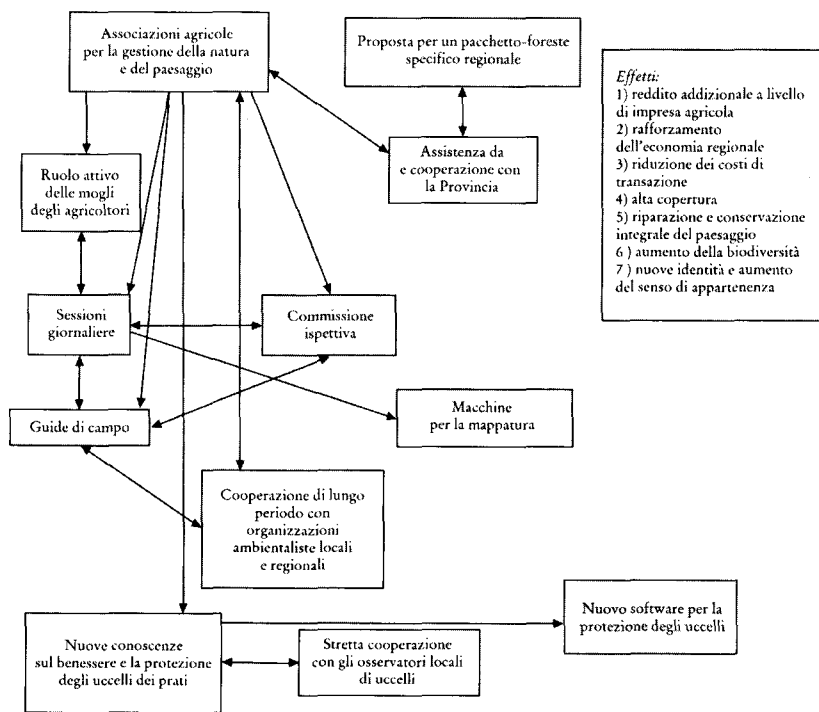 Associazioni agricole
per la gestione della natura
e del paesaggio
Proposta per un pacchetto-foreste
specifico regionale
Effetti:
1) reddito addizionale a livello
di impresa agricola
2) rafforzamento
dell'economia regionale
3) riduzione dei costi di
transazione
4) alta copertura
5) riparazione e conservazione
integrale del paesaggio
6 ) aumento della biodiversità
7 ) nuove identità e aumento
del senso di appartenenza
Assistenza da
e cooperazione con
la Provincia
Ruolo attivo
delle mogli
degli agricoltori
Sessioni
giornaliere
Commissione
ispettiva
Macchine
per la mappatura
Guide di campo
Cooperazione di lungo
periodo con
organizzazioni
ambientaliste locali
e regionali
Nuovo software per la
protezione degli uccelli
Nuove conoscenze
sul benessere e la protezione
degli uccelli dei prati
Stretta cooperazione
con gli osservatori locali
di uccelli